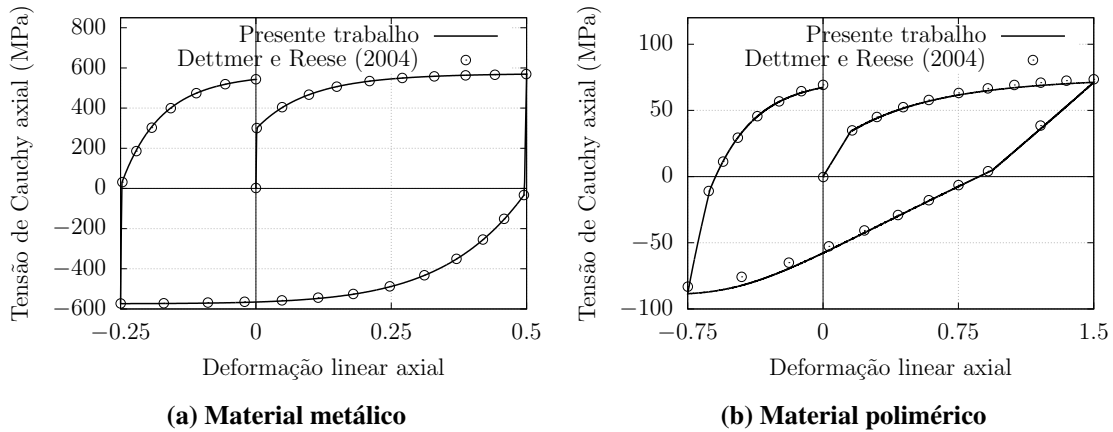 Tensão de Cauchy axial (MPa)
800
600
400
200
0
−200
−400
−600
Presente trabalho
Dettmer e Reese (2004)
−0.25
0
0.25
0.5
Deformação linear axial
(a) Material metálico
Tensão de Cauchy axial (MPa)
100
50
0
−50
−100
Presente trabalho
Dettmer e Reese (2004)
−0.75
0
0.75
1.5
Deformação linear axial
(b) Material polimérico